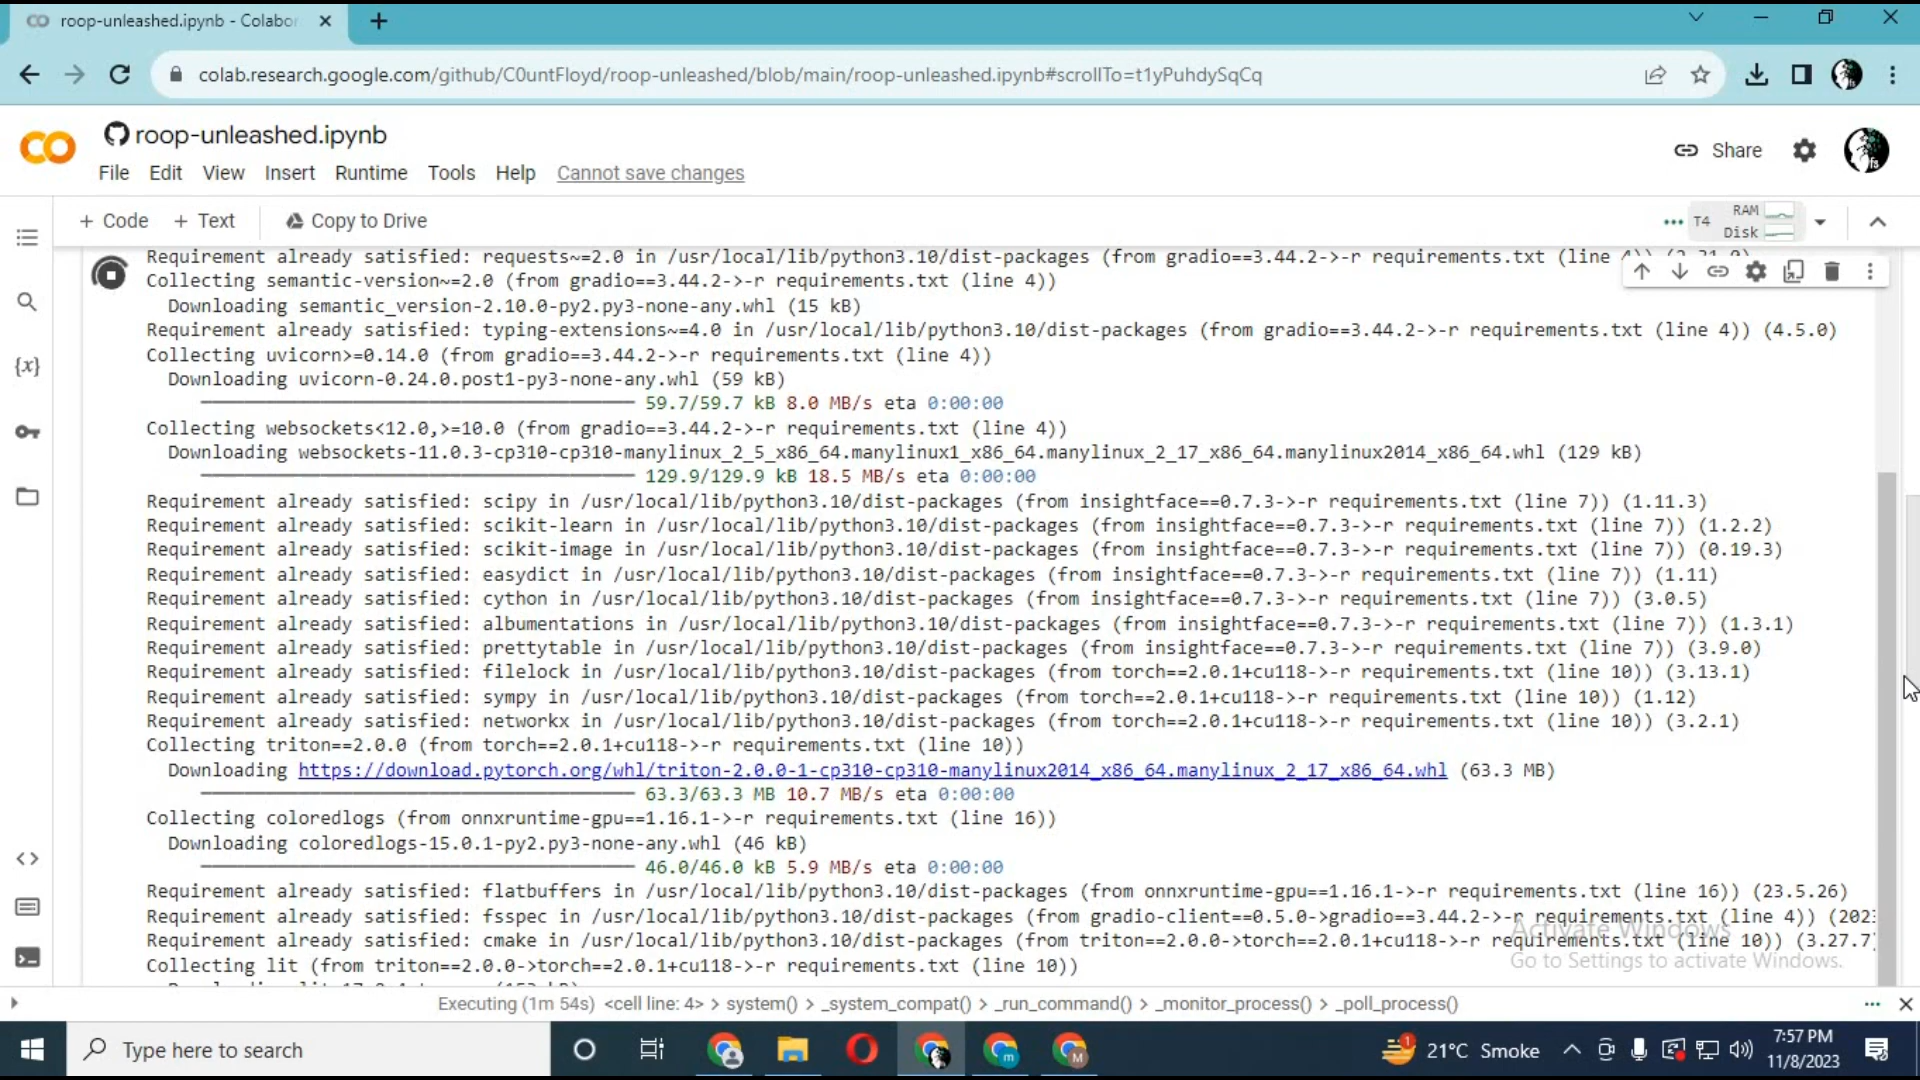 roop-unleashed.ipynb - Colabor
colab.research.google.com/github/C0untFloyd/roop-unleashed/blob/main/roop-unleashed.ipynb#scrollTo=t1yPuhdySqCq
roop-unleashed.ipynb
File Edit View Insert Runtime Tools Help Cannot save changes
Share
+ Code + Text Copy to Drive
T4 RAM
Disk
Requirement already satisfied: requests~=2.0 in /usr/local/lib/python3.10/dist-packages (from gradio==3.44.2->-r requirements.txt (line
Collecting semantic-version~=2.0 (from gradio==3.44.2->-r requirements.txt (line 4))
Downloading semantic_version-2.10.0-py2.py3-none-any.whl (15 kB)
Requirement already satisfied: typing-extensions~=4.0 in /usr/local/lib/python3.10/dist-packages (from gradio==3.44.2->-r requirements.txt (line 4)) (4.5.0)
Collecting uvicorn>=0.14.0 (from gradio==3.44.2->-r requirements.txt (line 4))
Downloading uvicorn-0.24.0.post1-py3-none-any.whl (59 kB)
59.7/59.7 kB 8.0 MB/s eta 0:00:00
Collecting websockets<12.0,>=10.0 (from gradio==3.44.2->-r requirements.txt (line 4))
Downloading websockets-11.0.3-cp310-cp310-manylinux_2_5_x86_64.manylinux1_x86_64.manylinux_2_17_x86_64.manylinux2014_x86_64.whl (129 kB)
129.9/129.9 kB 18.5 MB/s eta 0:00:00
Requirement already satisfied: scipy in /usr/local/lib/python3.10/dist-packages (from insightface==0.7.3->-r requirements.txt (line 7)) (1.11.3)
Requirement already satisfied: scikit-learn in /usr/local/lib/python3.10/dist-packages (from insightface==0.7.3->-r requirements.txt (line 7)) (1.2.2)
Requirement already satisfied: scikit-image in /usr/local/lib/python3.10/dist-packages (from insightface==0.7.3->-r requirements.txt (line 7)) (0.19.3)
Requirement already satisfied: easydict in /usr/local/lib/python3.10/dist-packages (from insightface==0.7.3->-r requirements.txt (line 7)) (1.11)
Requirement already satisfied: cython in /usr/local/lib/python3.10/dist-packages (from insightface==0.7.3->-r requirements.txt (line 7)) (3.0.5)
Requirement already satisfied: albumentations in /usr/local/lib/python3.10/dist-packages (from insightface==0.7.3->-r requirements.txt (line 7)) (1.3.1)
Requirement already satisfied: prettytable in /usr/local/lib/python3.10/dist-packages (from insightface==0.7.3->-r requirements.txt (line 7)) (3.9.0)
Requirement already satisfied: filelock in /usr/local/lib/python3.10/dist-packages (from torch==2.0.1+cu118->-r requirements.txt (line 10)) (3.13.1)
Requirement already satisfied: sympy in /usr/local/lib/python3.10/dist-packages (from torch==2.0.1+cu118->-r requirements.txt (line 10)) (1.12)
Requirement already satisfied: networkx in /usr/local/lib/python3.10/dist-packages (from torch==2.0.1+cu118->-r requirements.txt (line 10)) (3.2.1)
Collecting triton==2.0.0 (from torch==2.0.1+cu118->-r requirements.txt (line 10))
Downloading https://download.pytorch.org/whl/triton-2.0.0-1-cp310-cp310-manylinux2014_x86_64.manylinux_2_17_x86_64.whl (63.3 MB)
63.3/63.3 MB 10.7 MB/s eta 0:00:00
Collecting coloredlogs (from onnxruntime-gpu==1.16.1->-r requirements.txt (line 16))
Downloading coloredlogs-15.0.1-py2.py3-none-any.whl (46 kB)
46.0/46.0 kB 5.9 MB/s eta 0:00:00
Requirement already satisfied: flatbuffers in /usr/local/lib/python3.10/dist-packages (from onnxruntime-gpu==1.16.1->-r requirements.txt (line 16)) (23.5.26)
Requirement already satisfied: fsspec in /usr/local/lib/python3.10/dist-packages (from gradio-client==0.5.0->gradio==3.44.2->-r requirements.txt (line 4)) (2023
Requirement already satisfied: cmake in /usr/local/lib/python3.10/dist-packages (from triton==2.0.0->torch==2.0.1+cu118->-r requirements.txt (line 10)) (3.27.7)
Collecting lit (from triton==2.0.0->torch==2.0.1+cu118->-r requirements.txt (line 10))
Activate Windows
Go to Settings to activate Windows.
Executing (1m 54s) <cell line: 4> > system() > _system_compat() > _run_command() > _monitor_process() > _poll_process()
Type here to search
21°C Smoke
7:57 PM
11/8/2023